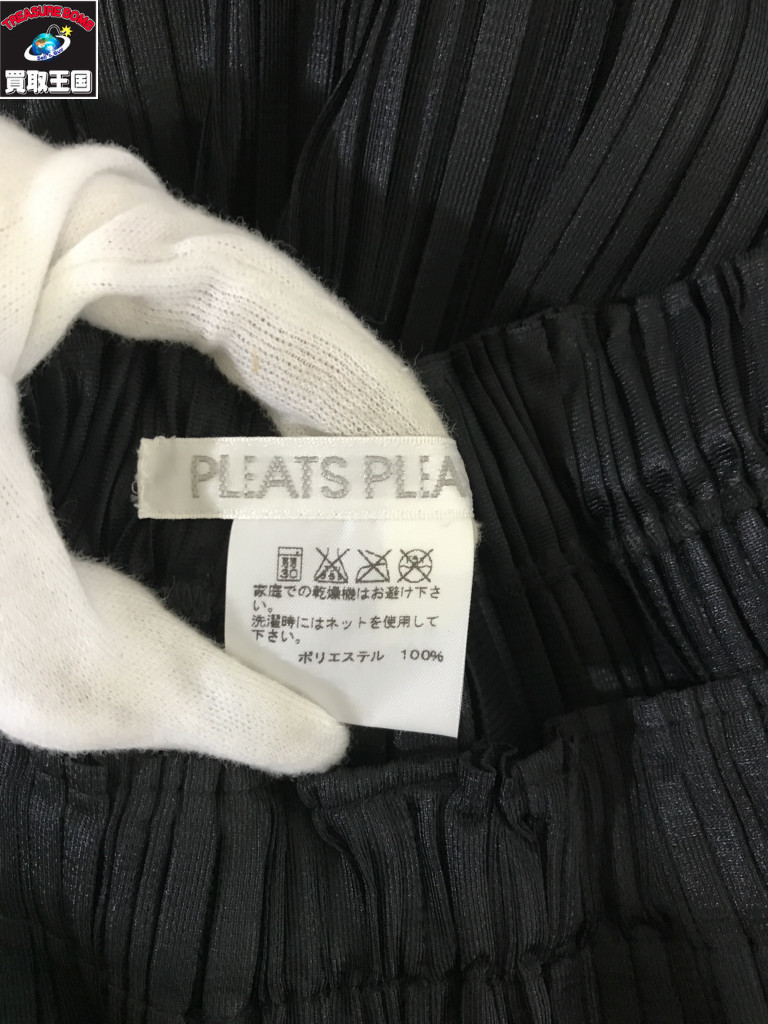 TREASURE BOMB
買取王国
PLEATS PLEA
30
家庭での乾燥機はお避け下さ
い。
洗濯時にはネットを使用して
下さい。
ポリエステル 100%